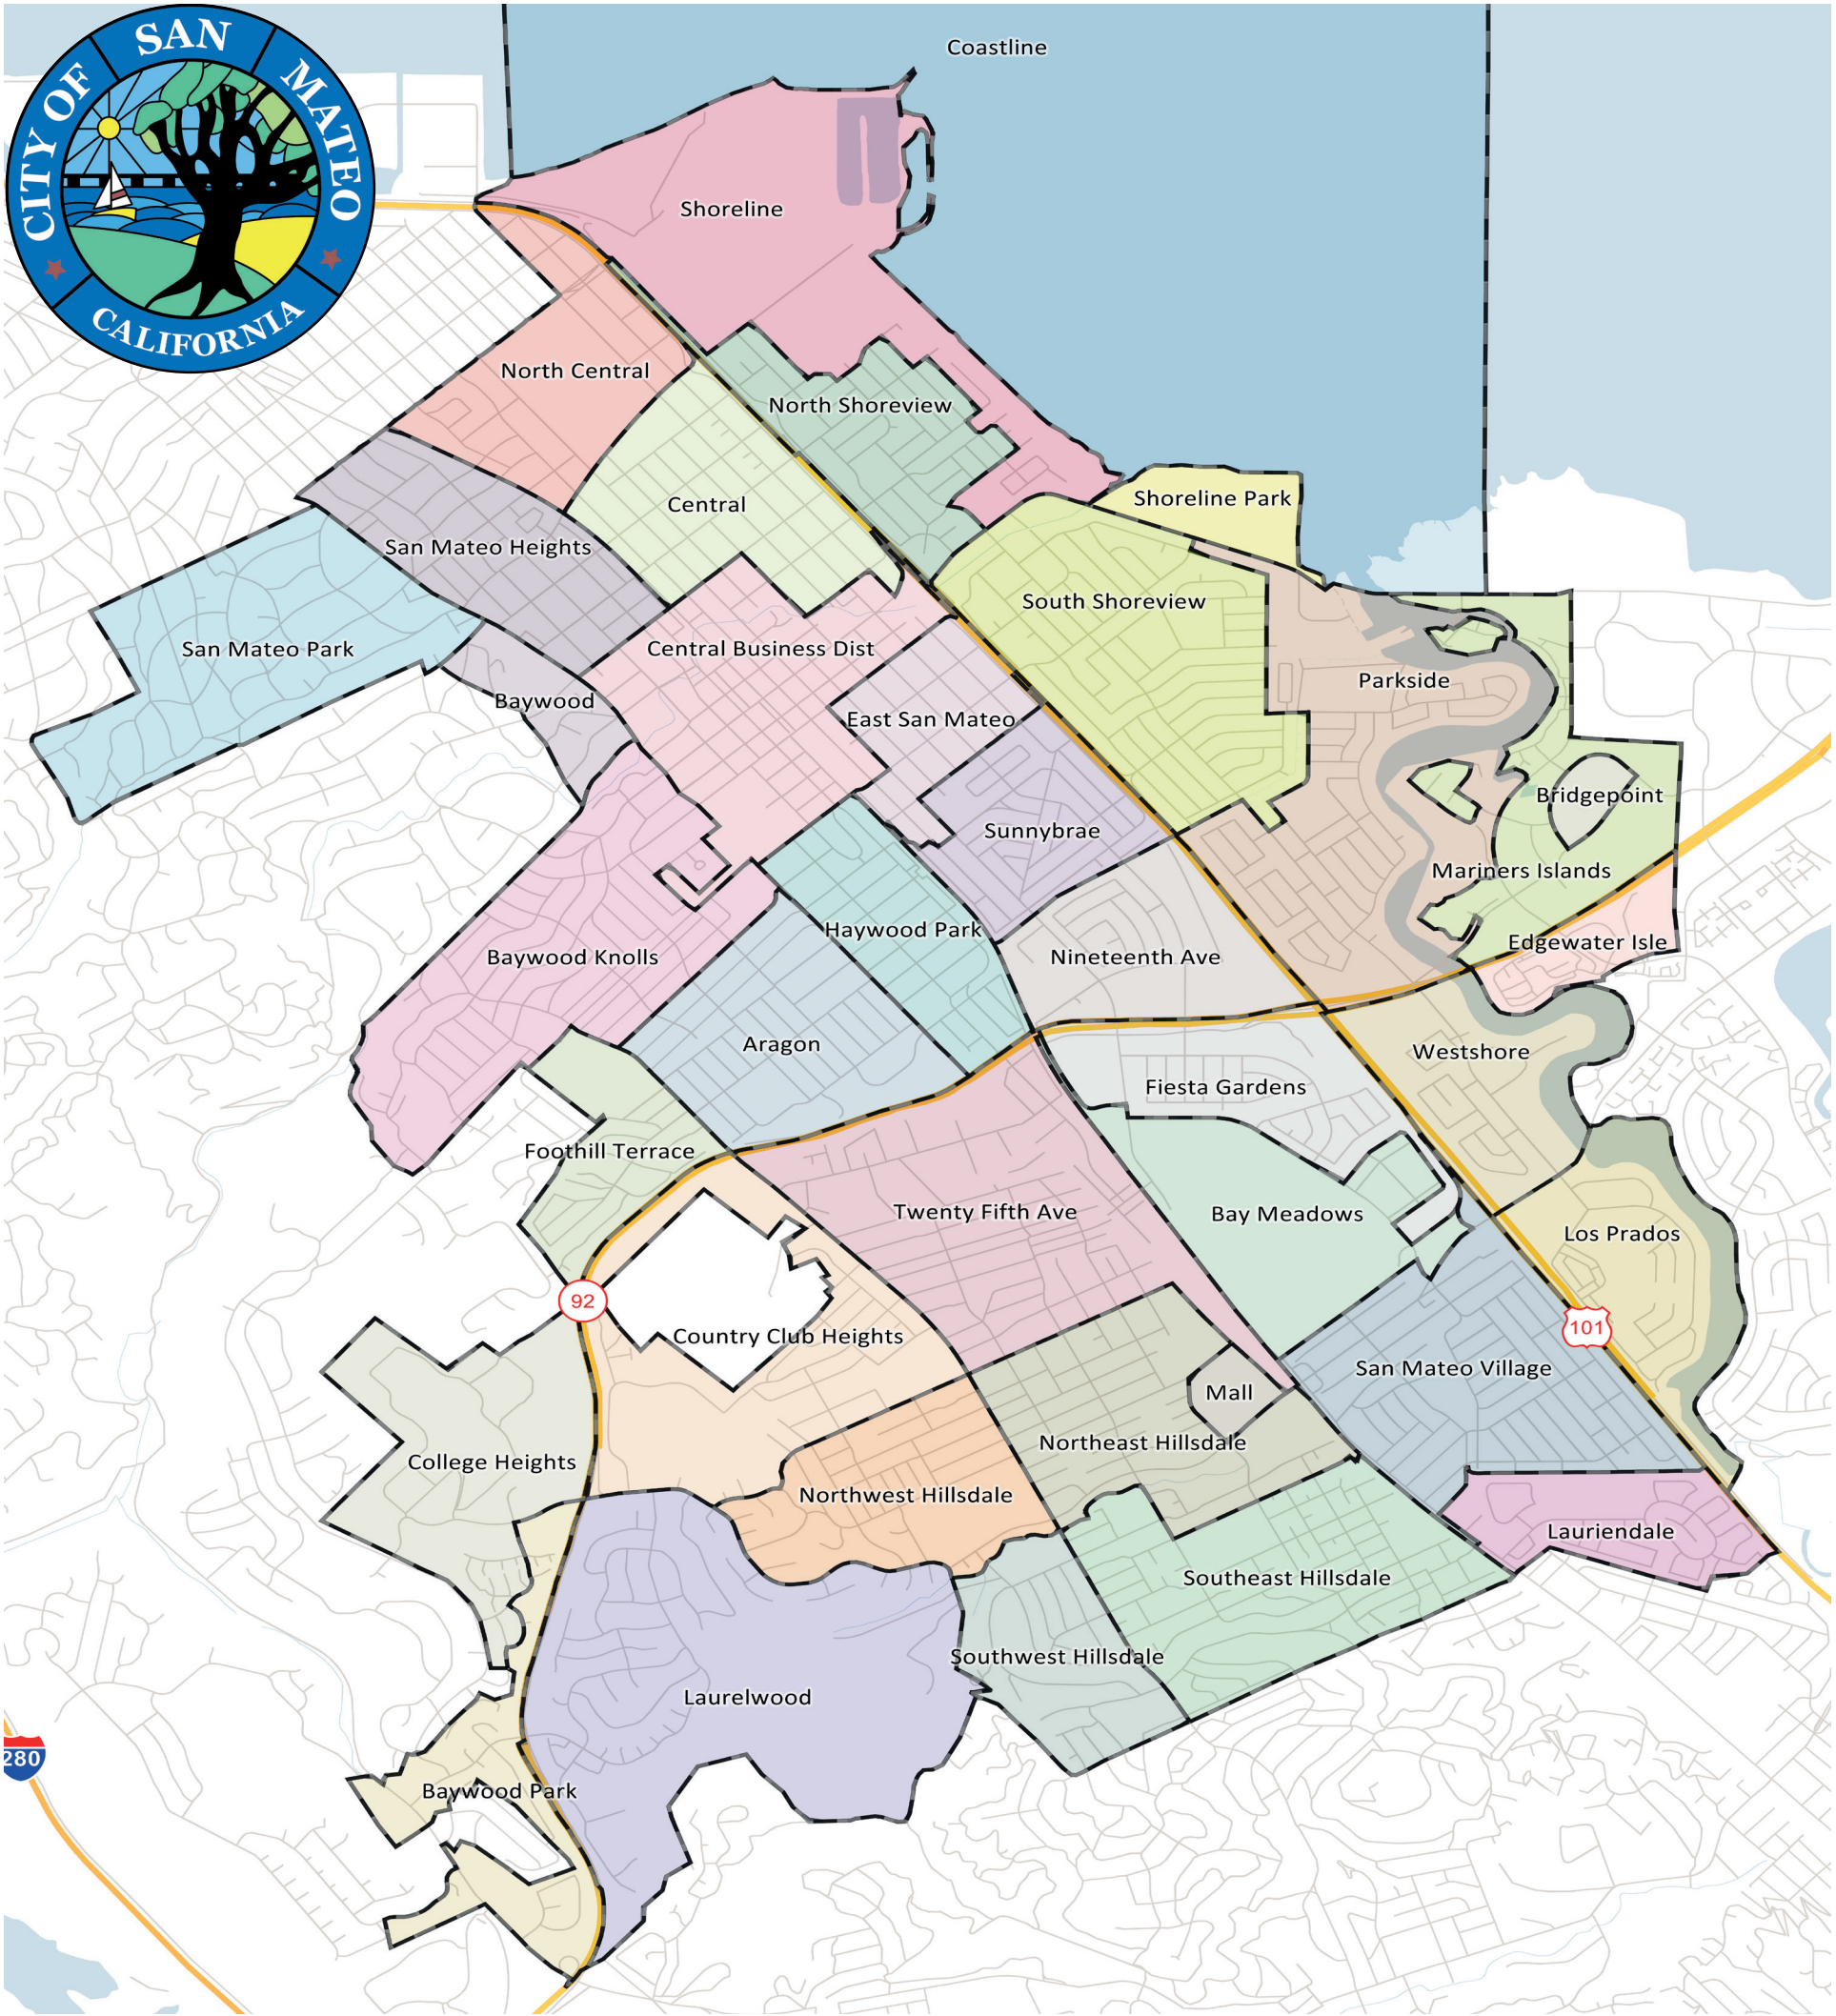 CITY OF SAN MATEO
CALIFORNIA
Coastline
Shoreline
North Central
North Shoreview
Central
Shoreline Park
San Mateo Heights
South Shoreview
San Mateo Park
Central Business Dist
Parkside
Baywood
East San Mateo
Bridgepoint
Sunnybrae
Mariners Islands
Haywood Park
Edgewater Isle
Baywood Knolls
Nineteenth Ave
Aragon
Westshore
Fiesta Gardens
Foothill Terrace
Twenty Fifth Ave
Bay Meadows
Los Prados
92
101
Country Club Heights
San Mateo Village
Mall
Northeast Hillsdale
College Heights
Northwest Hillsdale
Lauriendale
Southeast Hillsdale
Southwest Hillsdale
Laurelwood
280
Baywood Park